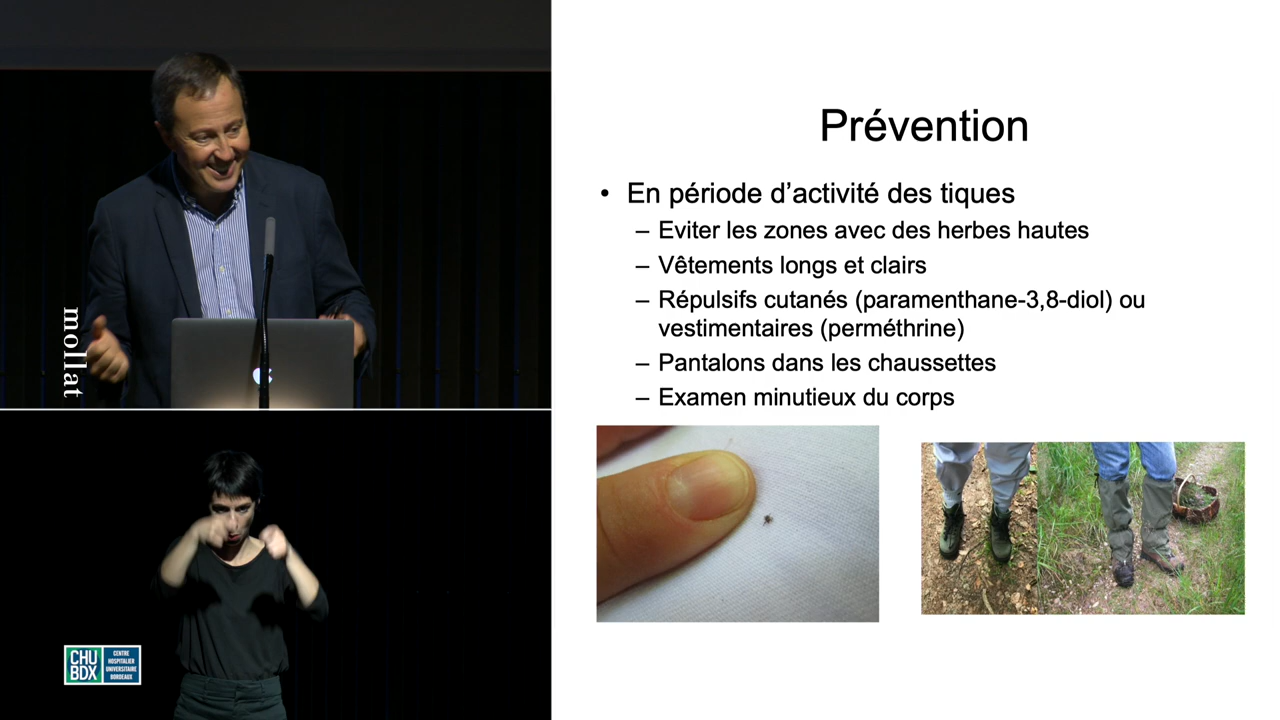 Prévention
• En période d’activité des tiques
– Eviter les zones avec des herbes hautes
– Vêtements longs et clairs
– Répulsifs cutanés (paramenthane-3,8-diol) ou
vestimentaires (perméthrine)
– Pantalons dans les chaussettes
– Examen minutieux du corps
mollat
CHU
BDX
CENTRE
HOSPITALIER
UNIVERSITAIRE
BORDEAUX